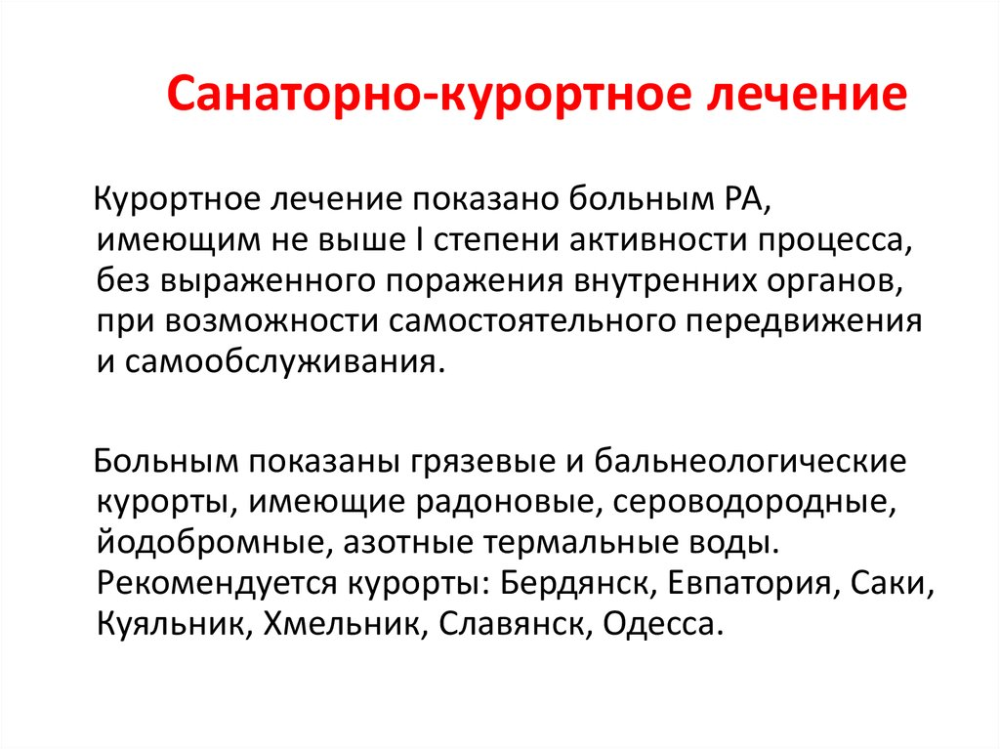 Санаторно-курортное лечение
Курортное лечение показано больным РА,
имеющим не выше I степени активности процесса,
без выраженного поражения внутренних органов,
при возможности самостоятельного передвижения
и самообслуживания.
Больным показаны грязевые и бальнеологические
курорты, имеющие радоновые, сероводородные,
йодобромные, азотные термальные воды.
Рекомендуется курорты: Бердянск, Евпатория, Саки,
Куяльник, Хмельник, Славянск, Одесса.